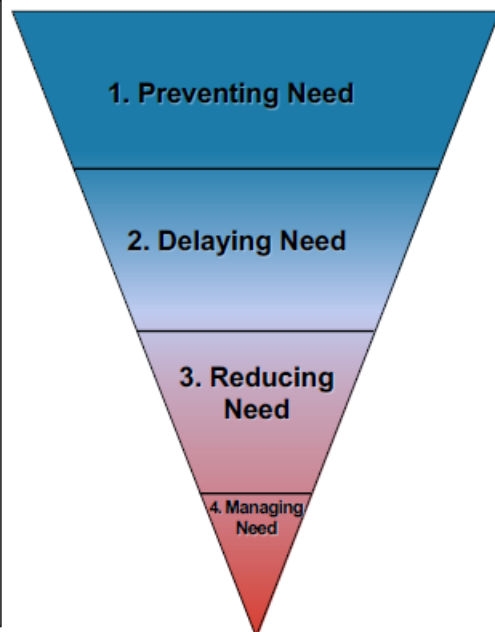 1. Preventing Need
2. Delaying Need
3. Reducing
Need
4. Managing
Need